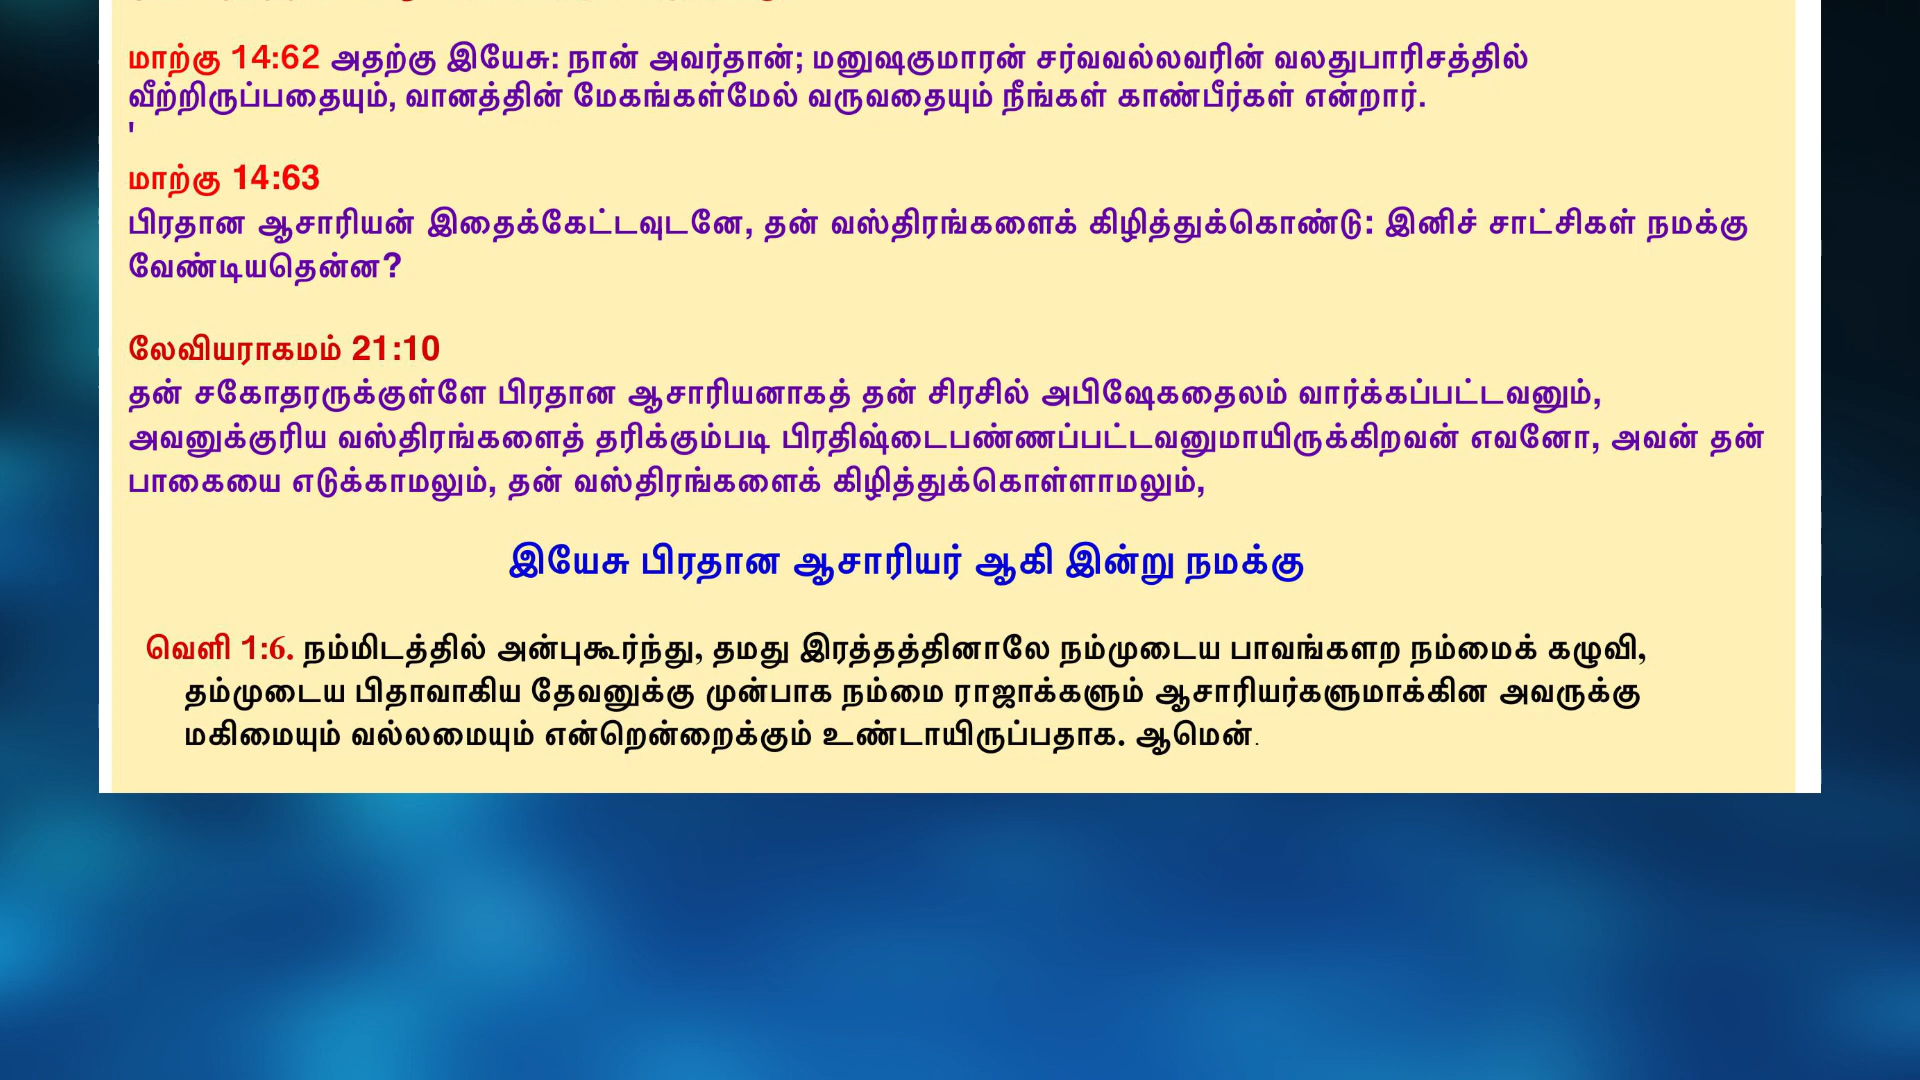 மாற்கு 14:62 அதற்கு இயேசு: நான் அவர்தான்; மனுஷகுமாரன் சர்வவல்லவரின் வலதுபாரிசத்தில்
வீற்றிருப்பதையும், வானத்தின் மேகங்கள்மேல் வருவதையும் நீங்கள் காண்பீர்கள் என்றார்.
'
மாற்கு 14:63
பிரதான ஆசாரியன் இதைக்கேட்டவுடனே, தன் வஸ்திரங்களைக் கிழித்துக்கொண்டு: இனிச் சாட்சிகள் நமக்கு
வேண்டியதென்ன?
லேவியராகமம் 21:10
தன் சகோதரருக்குள்ளே பிரதான ஆசாரியனாகத் தன் சிரசில் அபிஷேகதைலம் வார்க்கப்பட்டவனும்,
அவனுக்குரிய வஸ்திரங்களைத் தரிக்கும்படி பிரதிஷ்டைபண்ணப்பட்டவனுமாயிருக்கிறவன் எவனோ, அவன் தன்
பாகையை எடுக்காமலும், தன் வஸ்திரங்களைக் கிழித்துக்கொள்ளாமலும்,
இயேசு பிரதான ஆசாரியர் ஆகி இன்று நமக்கு
வெளி 1:6. நம்மிடத்தில் அன்புகூர்ந்து, தமது இரத்தத்தினாலே நம்முடைய பாவங்களற நம்மைக் கழுவி,
தம்முடைய பிதாவாகிய தேவனுக்கு முன்பாக நம்மை ராஜாக்களும் ஆசாரியர்களுமாக்கின அவருக்கு
மகிமையும் வல்லமையும் என்றென்றைக்கும் உண்டாயிருப்பதாக. ஆமென்.